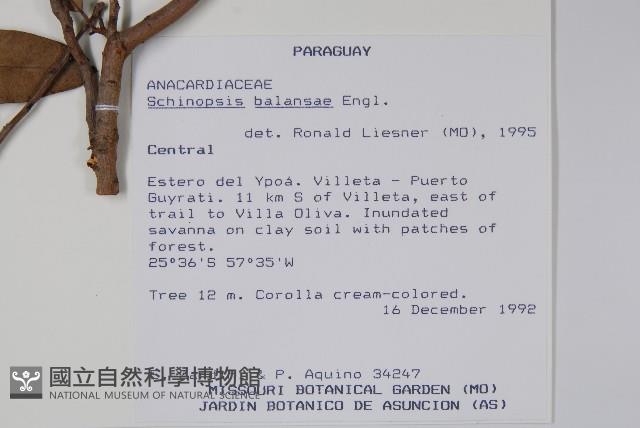 PARAGUAY
ANACARDIACEAE
Schinopsis balansae Engl.
det. Ronald Liesner (MO), 1995
Central
Estero del Ypoá. Villeta - Puerto
Guyrati. 11 km S of Villeta, east of
trail to Villa Oliva. Inundated
savanna on clay soil with patches of
forest.
25°36'S 57°35'W
Tree 12 m. Corolla cream-colored.
16 December 1992
& P. Aquino 34247
MISSOURI BOTANICAL GARDEN (MO)
JARDIN BOTANICO DE ASUNCION (AS)
國立自然科學博物館
NATIONAL MUSEUM OF NATURAL SCIENCE